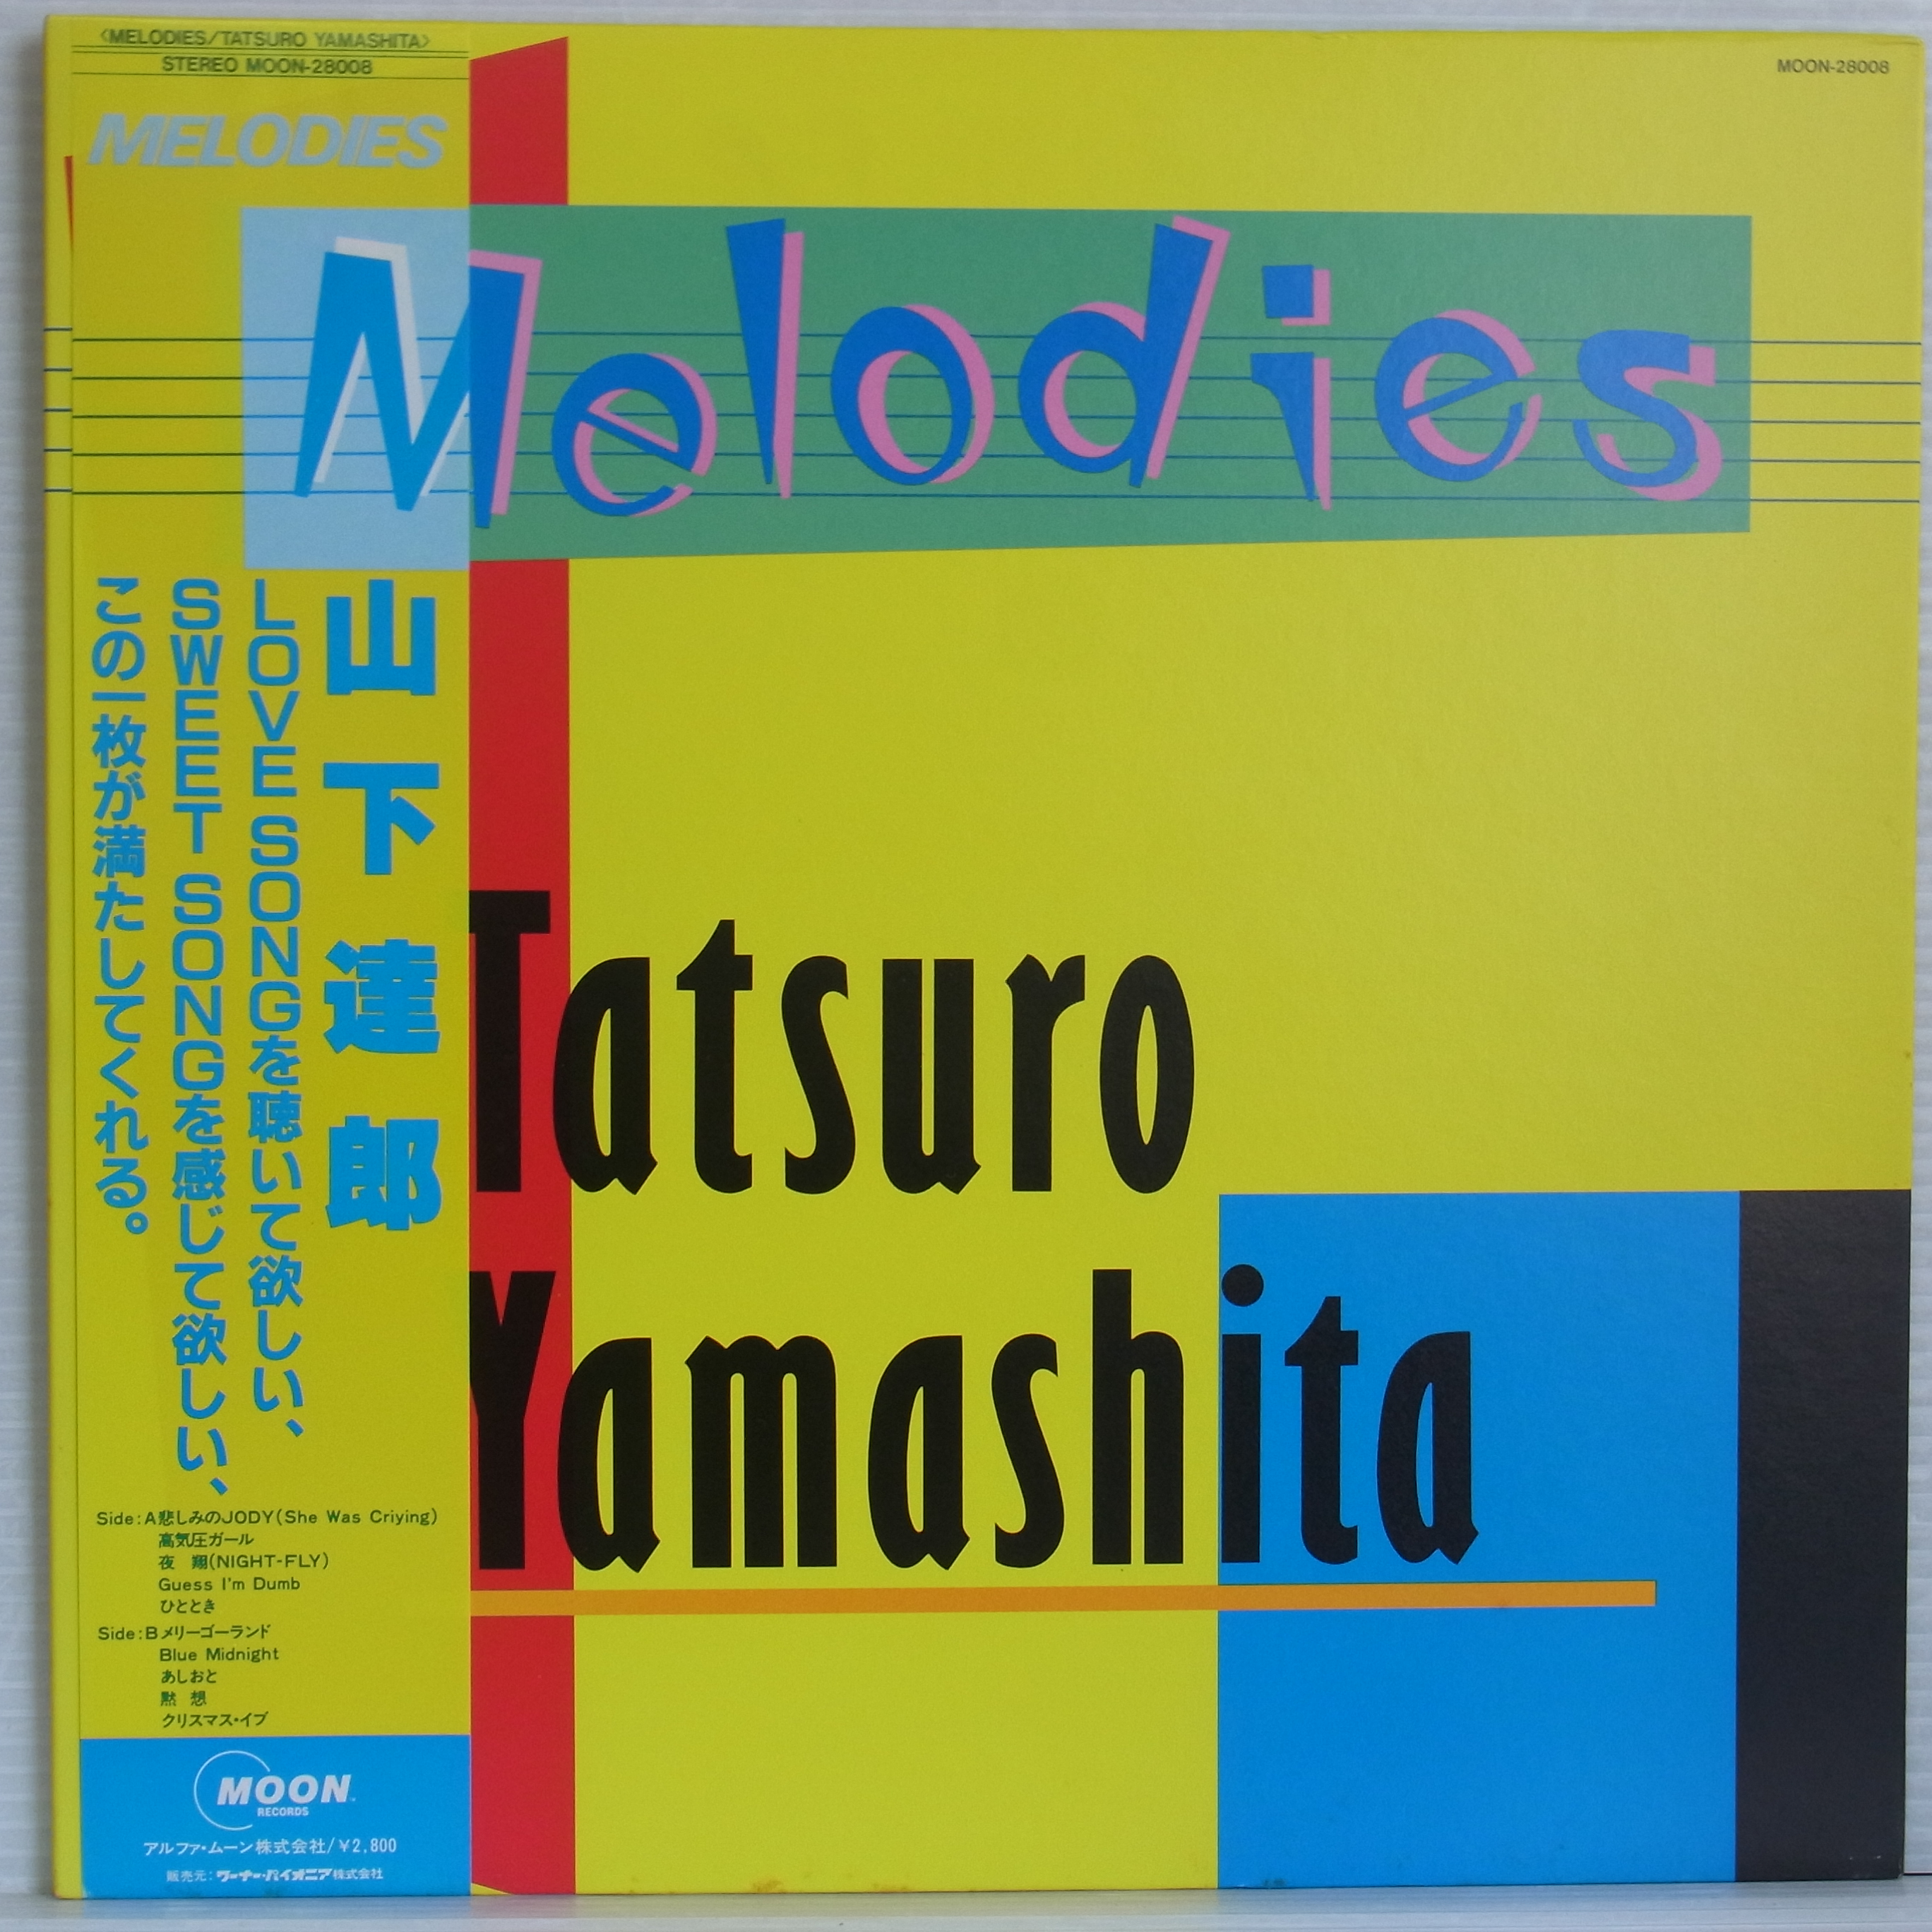 〈MELODIES/TATSURO YAMASHITA〉
STEREO MOON-28008
MELODIES
MOON-28008
Melodies
山下達郎
LOVE SONGを聴いて欲しい、
SWEET SONGを感じて欲しい、
この一枚が満たしてくれる。
Tatsuro
Yamashita
Side:A悲しみのJODY(She Was Criying)
高気圧ガール
夜 翔(NIGHT-FLY)
Guess I'm Dumb
ひととき
Side:Bメリー・ゴーランド
Blue Midnight
あしおと
黙 想
クリスマス・イブ
MOON
RECORDS
アルファ・ムーン株式会社/¥2,800
販売元:ワーナー・パイオニア株式会社